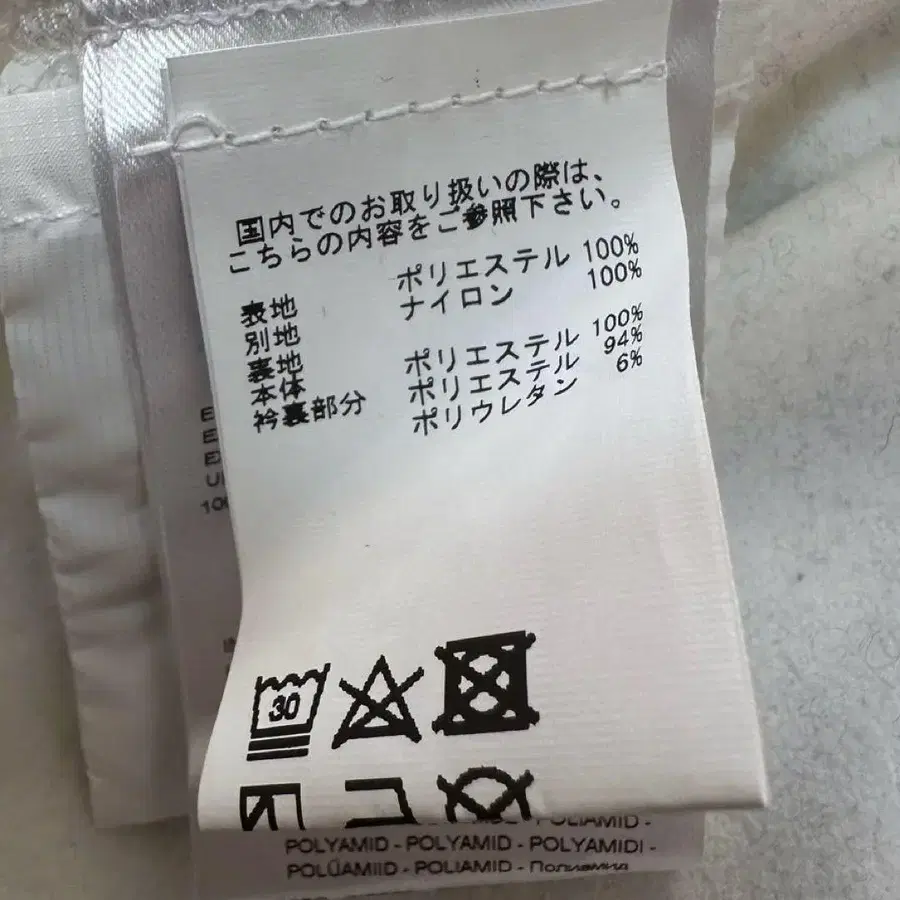 国内でのお取り扱いの際は、
こちらの内容をご参照下さい。
表地 ポリエステル 100%
別地 ナイロン 100%
裏地
本体 ポリエステル 100%
衿裏部分 ポリエステル 94%
ポリウレタン 6%
30
POLIAMID -
POLYAMID - POLYAMID - POLYAMIDI -
POLÜAMIID - POLIAMID - Полиамид